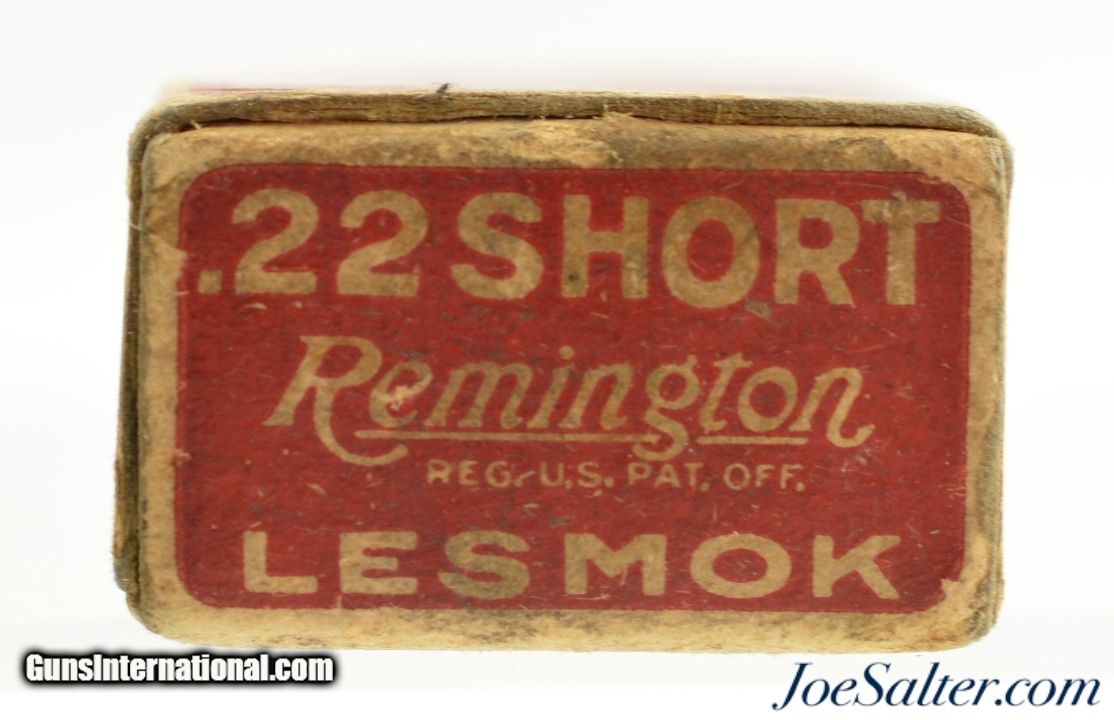 .22 SHORT
Remington
REG. U.S. PAT. OFF.
LESMOK
GunsInternational.com
JoeSalter.com